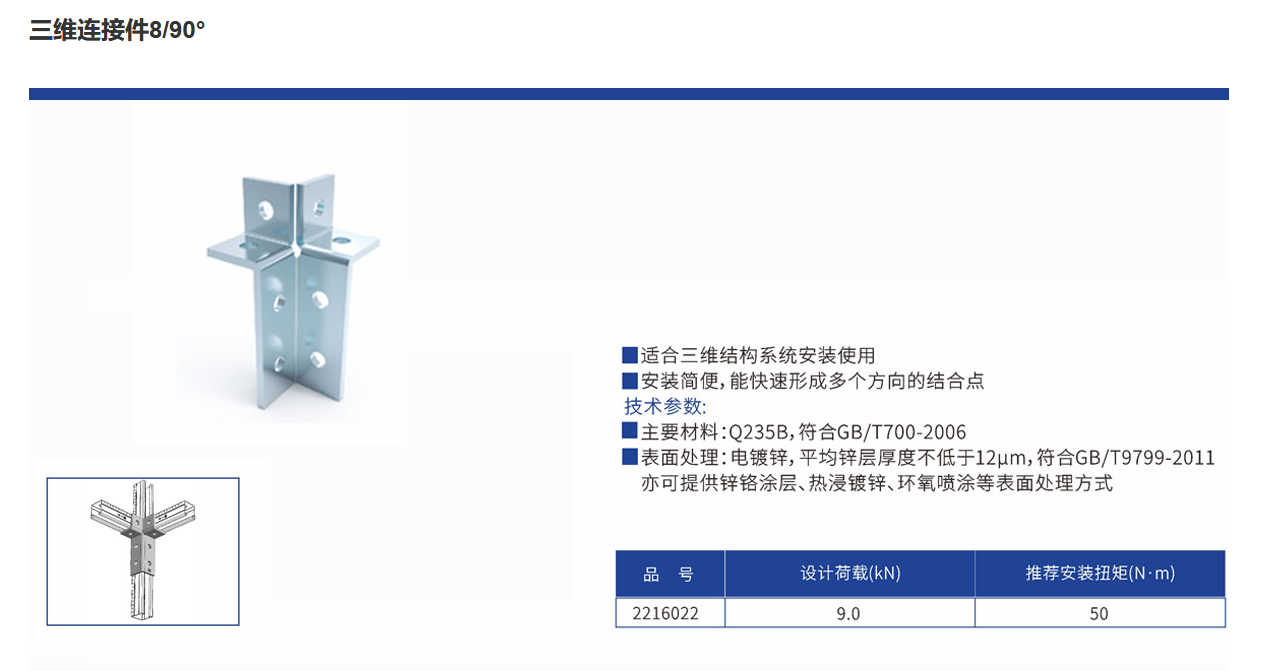 三维连接件8/90°
适合三维结构系统安装使用
安装简便,能快速形成多个方向的结合点
技术参数:
主要材料:Q235B,符合GB/T700-2006
表面处理:电镀锌,平均锌层厚度不低于12μm,符合GB/T9799-2011
亦可提供锌铬涂层、热浸镀锌、环氧喷涂等表面处理方式
品 号 设计荷载(kN) 推荐安装扭矩(N·m)
2216022 9.0 50